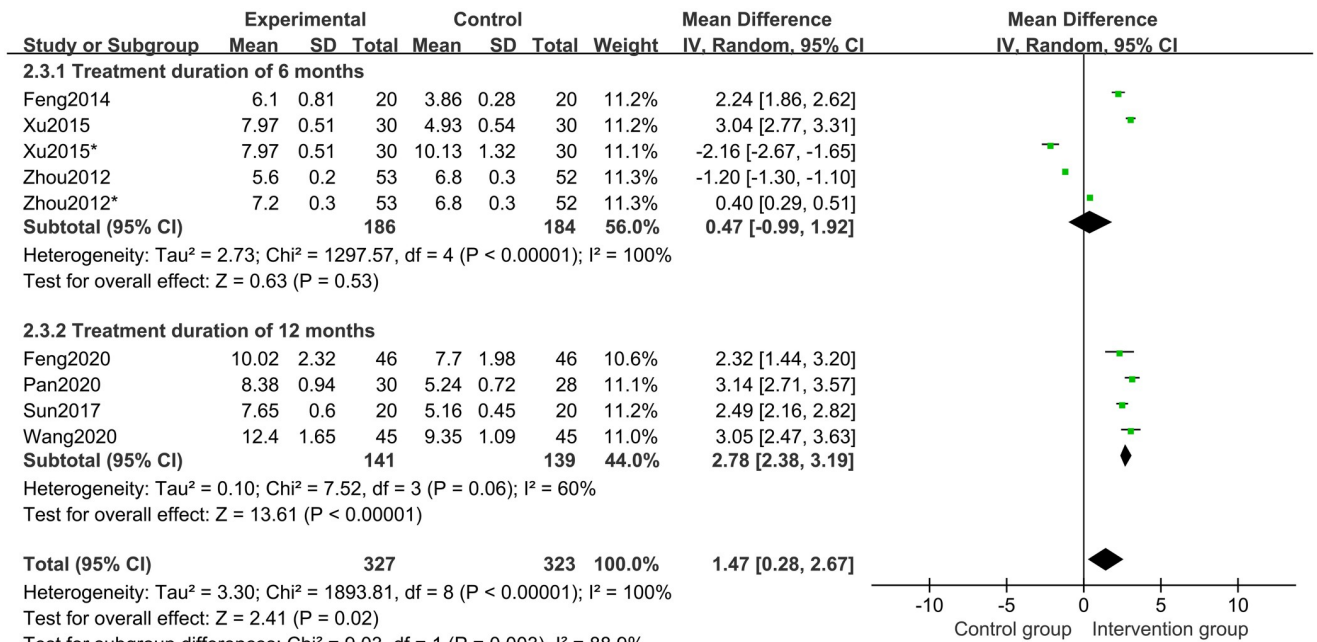 Experimental Control Mean Difference Mean Difference
Study or Subgroup Mean SD Total Mean SD Total Weight IV, Random, 95% CI IV, Random, 95% CI
2.3.1 Treatment duration of 6 months
Feng2014 6.1 0.81 20 3.86 0.28 20 11.2% 2.24 [1.86, 2.62]
Xu2015 7.97 0.51 30 4.93 0.54 30 11.2% 3.04 [2.77, 3.31]
Xu2015* 7.97 0.51 30 10.13 1.32 30 11.1% -2.16 [-2.67, -1.65]
Zhou2012 5.6 0.2 53 6.8 0.3 52 11.3% -1.20 [-1.30, -1.10]
Zhou2012* 7.2 0.3 53 6.8 0.3 52 11.3% 0.40 [0.29, 0.51]
Subtotal (95% CI) 186 184 56.0% 0.47 [-0.99, 1.92]
Heterogeneity: Tau² = 2.73; Chi² = 1297.57, df = 4 (P < 0.00001); I² = 100%
Test for overall effect: Z = 0.63 (P = 0.53)
2.3.2 Treatment duration of 12 months
Feng2020 10.02 2.32 46 7.7 1.98 46 10.6% 2.32 [1.44, 3.20]
Pan2020 8.38 0.94 30 5.24 0.72 28 11.1% 3.14 [2.71, 3.57]
Sun2017 7.65 0.6 20 5.16 0.45 20 11.2% 2.49 [2.16, 2.82]
Wang2020 12.4 1.65 45 9.35 1.09 45 11.0% 3.05 [2.47, 3.63]
Subtotal (95% CI) 141 139 44.0% 2.78 [2.38, 3.19]
Heterogeneity: Tau² = 0.10; Chi² = 7.52, df = 3 (P = 0.06); I² = 60%
Test for overall effect: Z = 13.61 (P < 0.00001)
Total (95% CI) 327 323 100.0% 1.47 [0.28, 2.67]
Heterogeneity: Tau² = 3.30; Chi² = 1893.81, df = 8 (P < 0.00001); I² = 100%
Test for overall effect: Z = 2.41 (P = 0.02)
Test for subgroup differences: Chi² = 9.02, df = 1 (P = 0.003), I² = 88.9%
-10 -5 0 5 10
Control group Intervention group